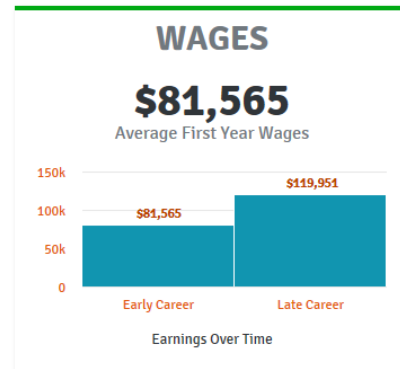 WAGES
$81,565
Average First Year Wages
150k
$119,951
100k
$81,565
50k
0
Early Career Late Career
Earnings Over Time